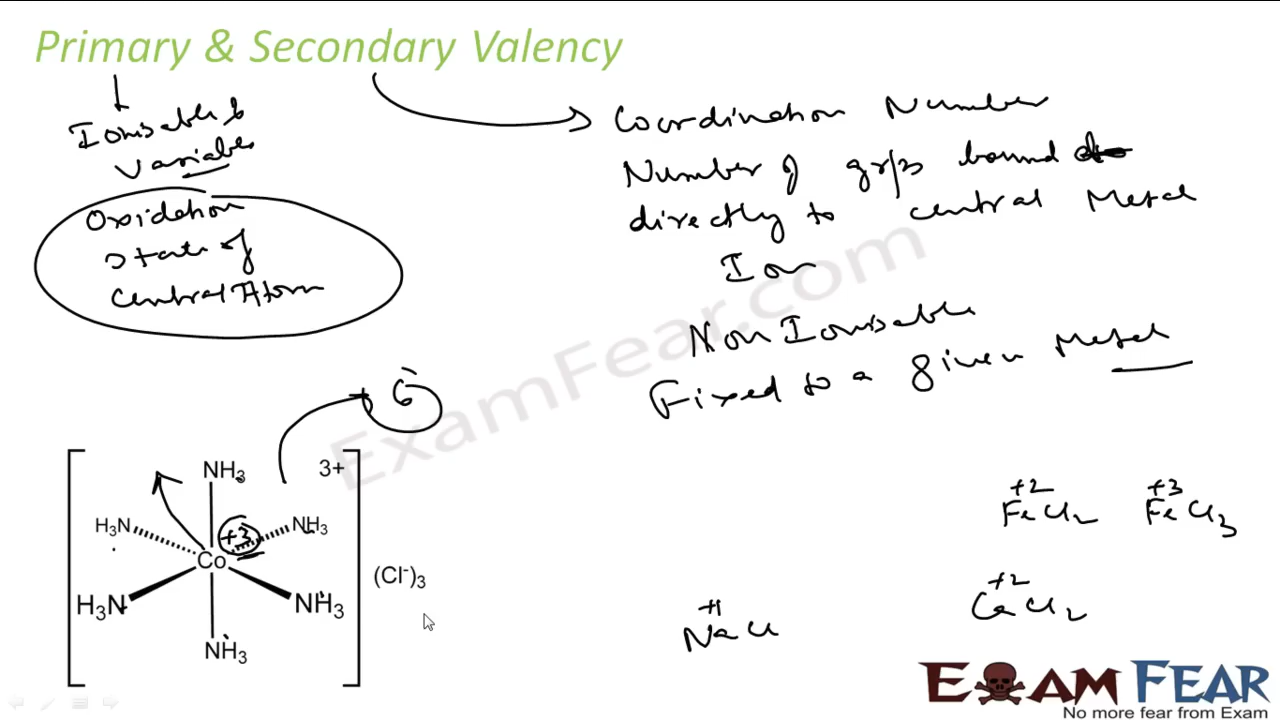 Primary & Secondary Valency
Ionisable &
Variable
Oxidation
State of
Central Atom
Coordination Number
Number of grps bound
directly to central Metal
Ion
Non Ionisable
Fixed to a given Metal
6
NH3
3+
H3N
NH3
+3
Co
(Cl-)3
H3N
NH3
NH3
+2
FeCl2
+3
FeCl3
+2
CaCl2
+1
NaCl
ExamFear.com
EXAM FEAR
No more fear from Exam